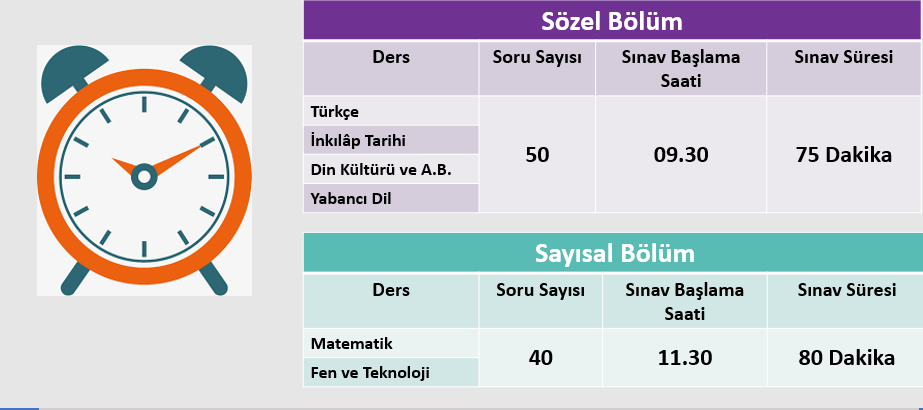 Sözel Bölüm
Ders Soru Sayısı Sınav Başlama Saati Sınav Süresi
Türkçe
İnkılâp Tarihi
Din Kültürü ve A.B.
Yabancı Dil
50 09.30 75 Dakika
Sayısal Bölüm
Ders Soru Sayısı Sınav Başlama Saati Sınav Süresi
Matematik
Fen ve Teknoloji
40 11.30 80 Dakika